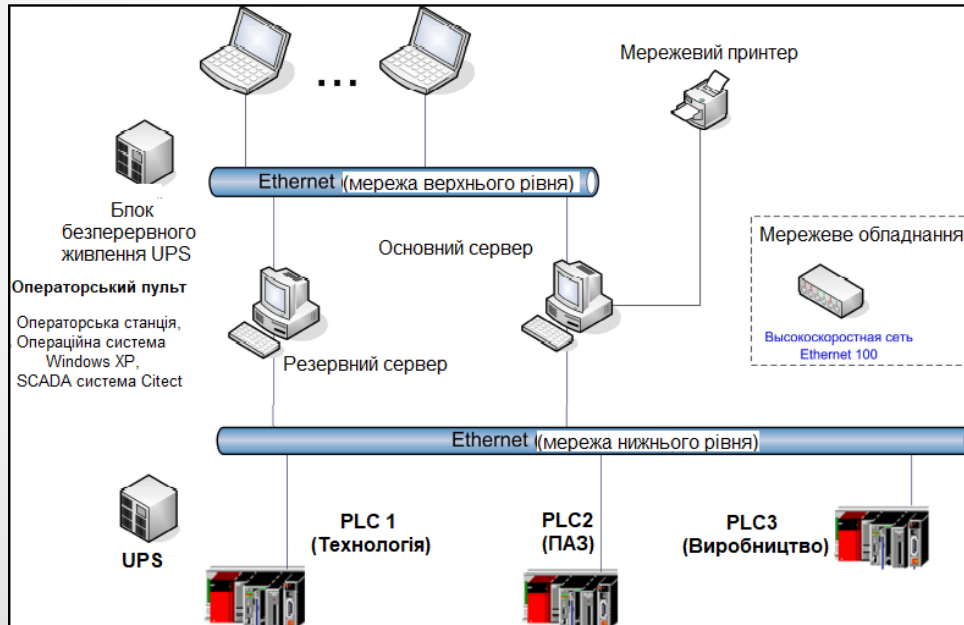 ...
Мережевий принтер
Ethernet (мережа верхнього рівня)
Блок
безперервного
живлення UPS
Основний сервер
Мережеве обладнання
Операторський пульт
Операторська станція,
Операційна система
Windows XP,
SCADA система Citect
Резервний сервер
Высокоскоростная сеть
Ethernet 100
Ethernet (мережа нижнього рівня)
UPS
PLC 1
(Технологія)
PLC2
(ПАЗ)
PLC3
(Виробництво)